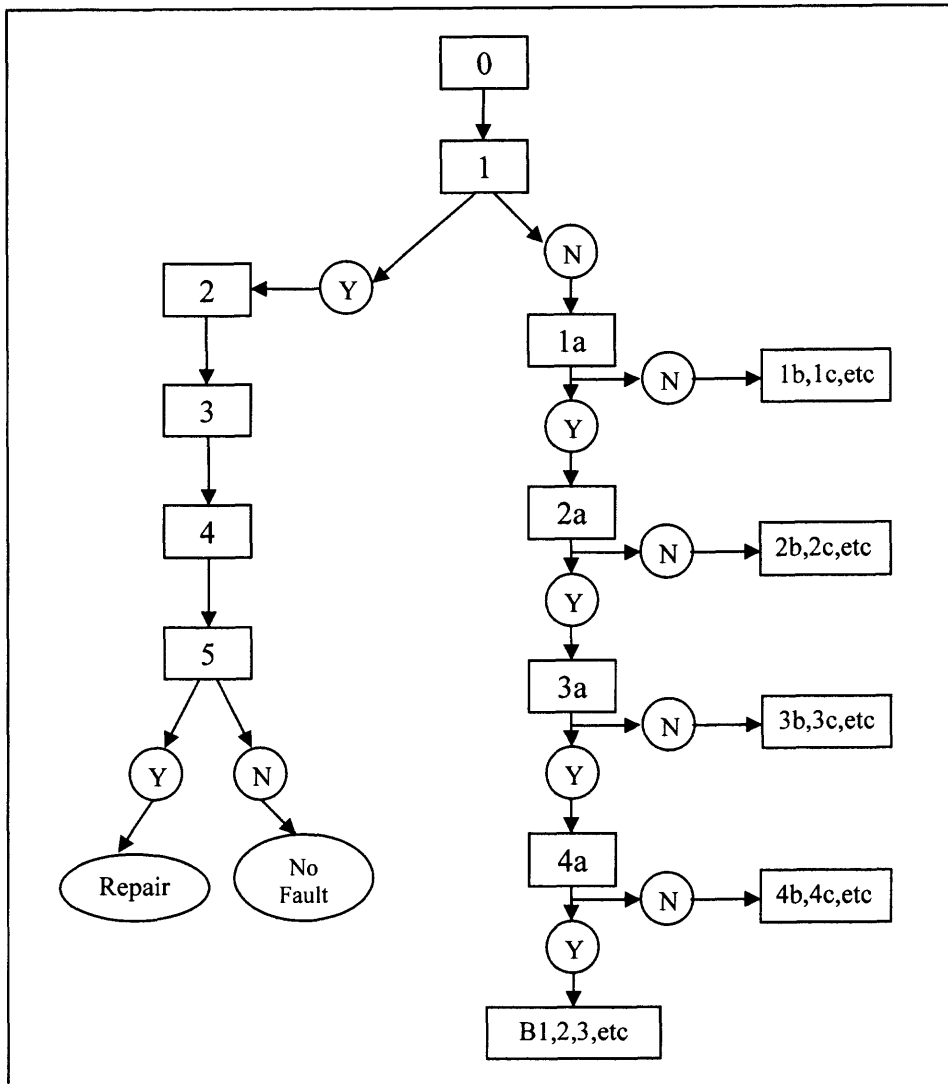 0
1
N
Y
2
1a
N
1b,1c,etc
3
Y
2a
4
N
2b,2c,etc
Y
5
3a
N
3b,3c,etc
Y
N
Y
4a
Repair
No
Fault
N
4b,4c,etc
Y
B1,2,3,etc